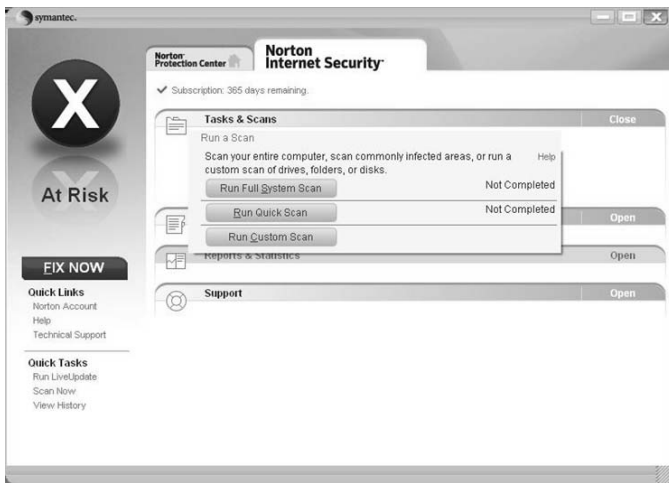 symantec.
Norton
Protection Center
Norton
Internet Security
Subscription: 365 days remaining.
X
At Risk
FIX NOW
Quick Links
Norton Account
Help
Technical Support
Quick Tasks
Run LiveUpdate
Scan Now
View History
Tasks & Scans
Close
Run a Scan
Scan your entire computer, scan commonly infected areas, or run a
custom scan of drives, folders, or disks.
Help
Run Full System Scan
Not Completed
Run Quick Scan
Not Completed
Run Custom Scan
Open
Reports & Statistics
Open
Support
Open